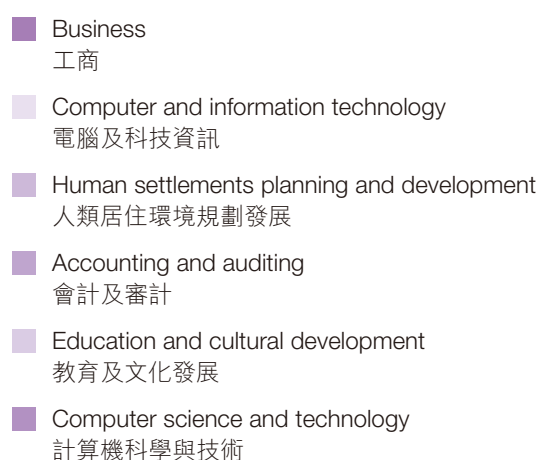 Business
工商
Computer and information technology
電腦及科技資訊
Human settlements planning and development
人類居住環境規劃發展
Accounting and auditing
會計及審計
Education and cultural development
教育及文化發展
Computer science and technology
計算機科學與技術